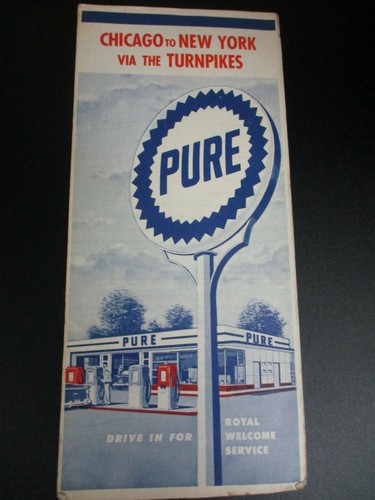 CHICAGO TO NEW YORK
VIA THE TURNPIKES
PURE
PURE
PURE
DRIVE IN FOR
ROYAL
WELCOME
SERVICE